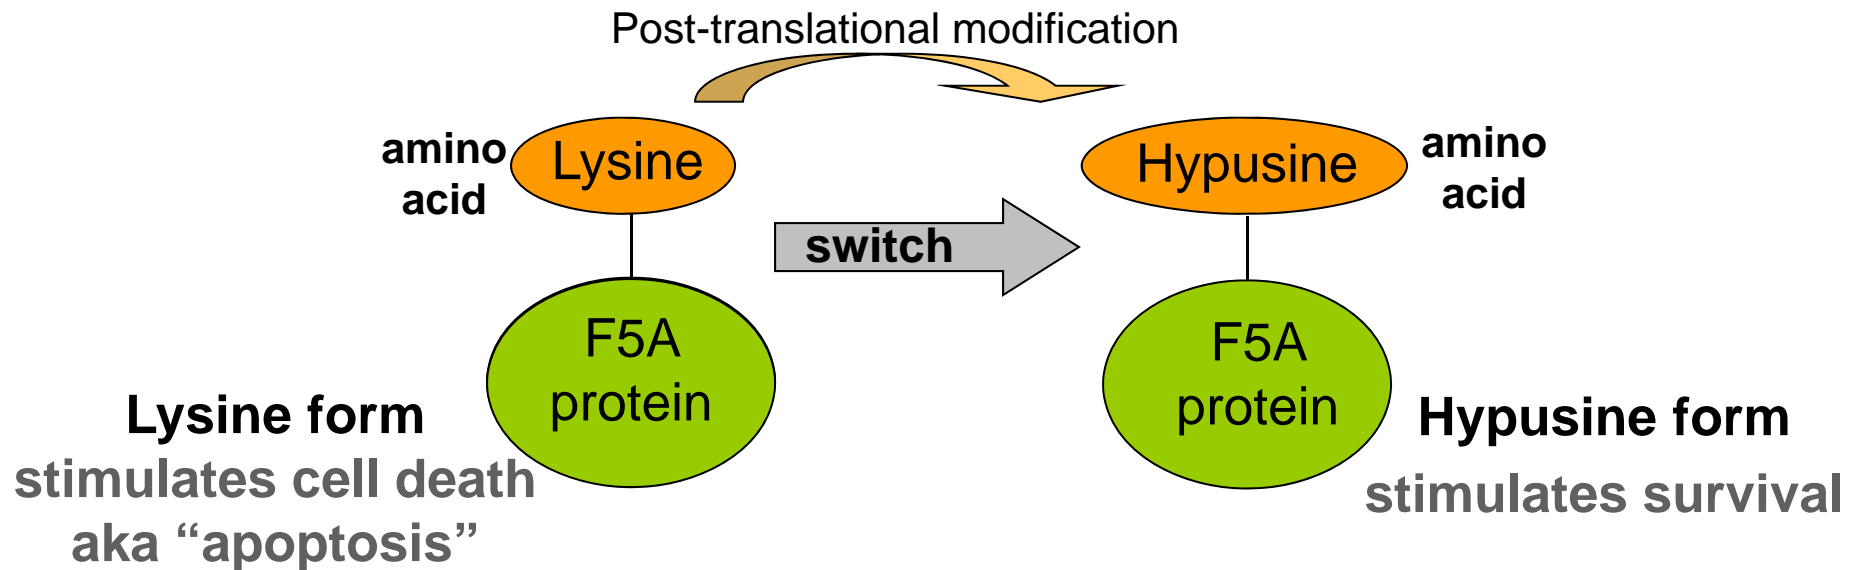 Post-translational modification
amino
acid
Lysine
Hypusine
amino
acid
switch
F5A
protein
F5A
protein
Lysine form
stimulates cell death
aka “apoptosis”
Hypusine form
stimulates survival